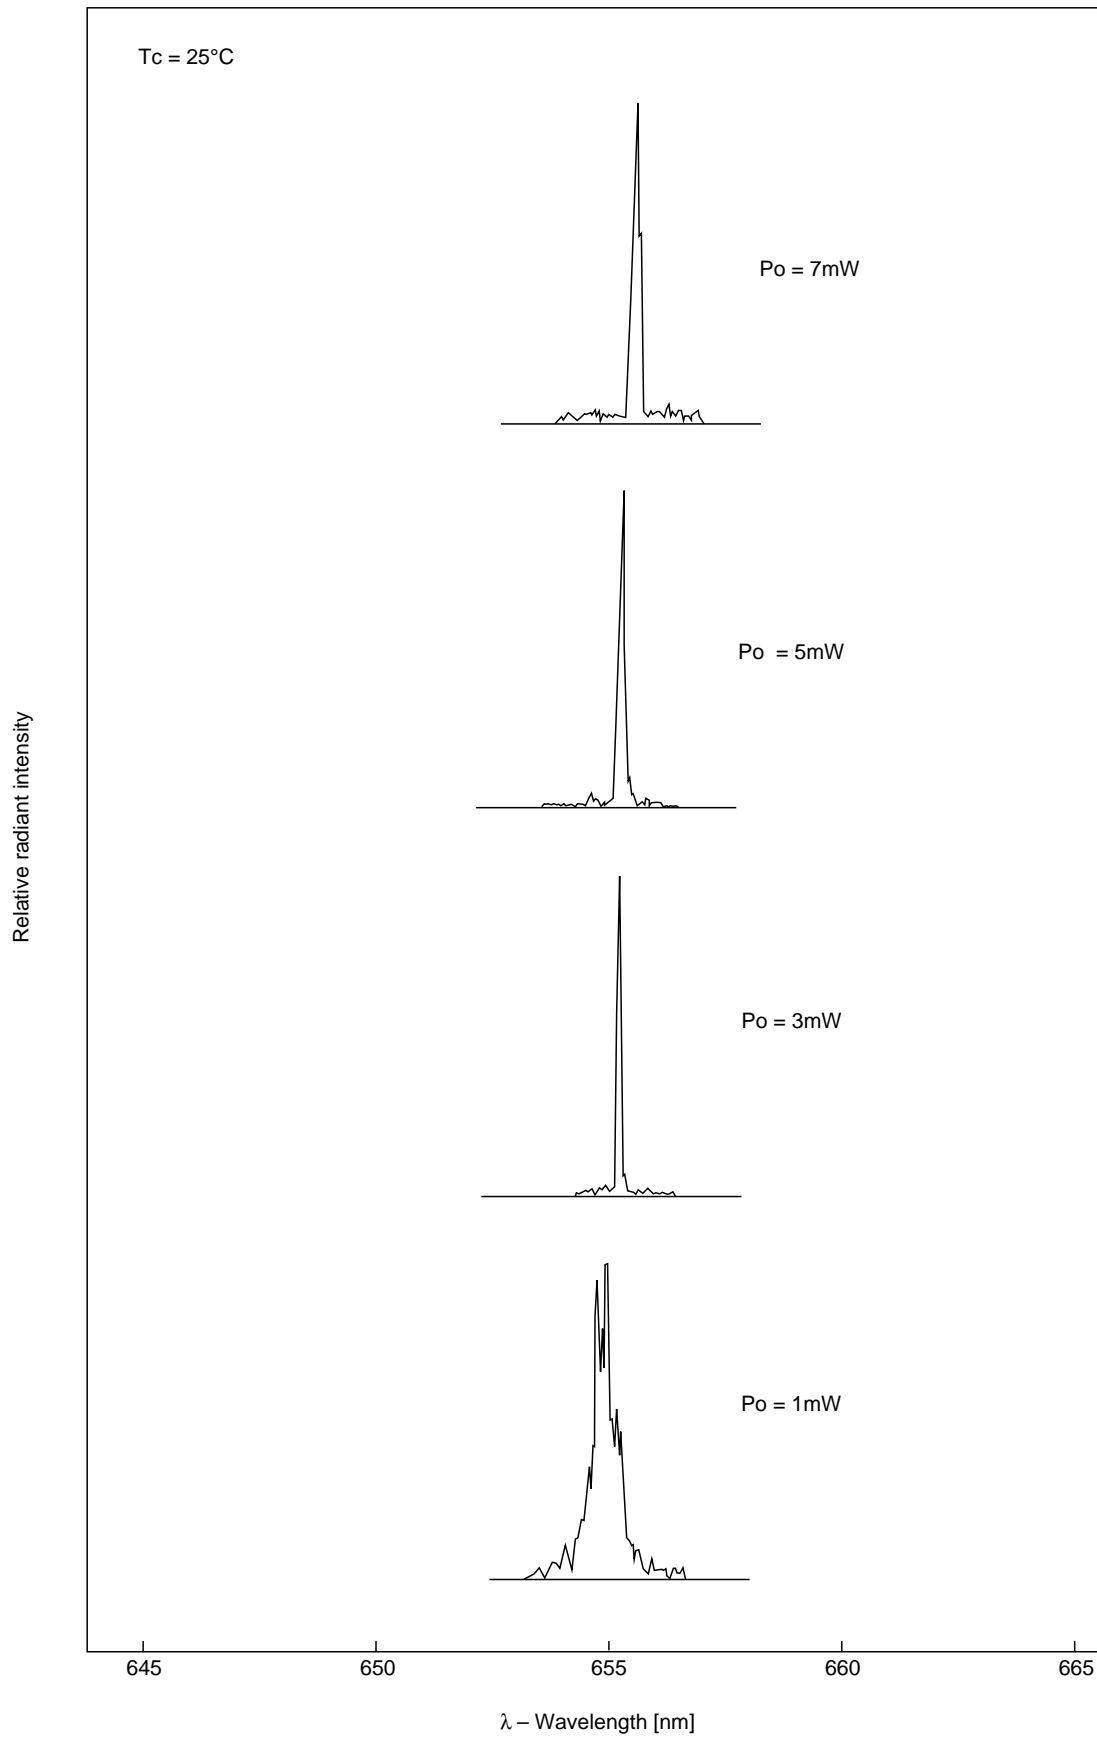 Tc = 25°C
Po = 7mW
Po = 5mW
Relative radiant intensity
Po = 3mW
Po = 1mW
645 650 655 660 665
λ – Wavelength [nm]